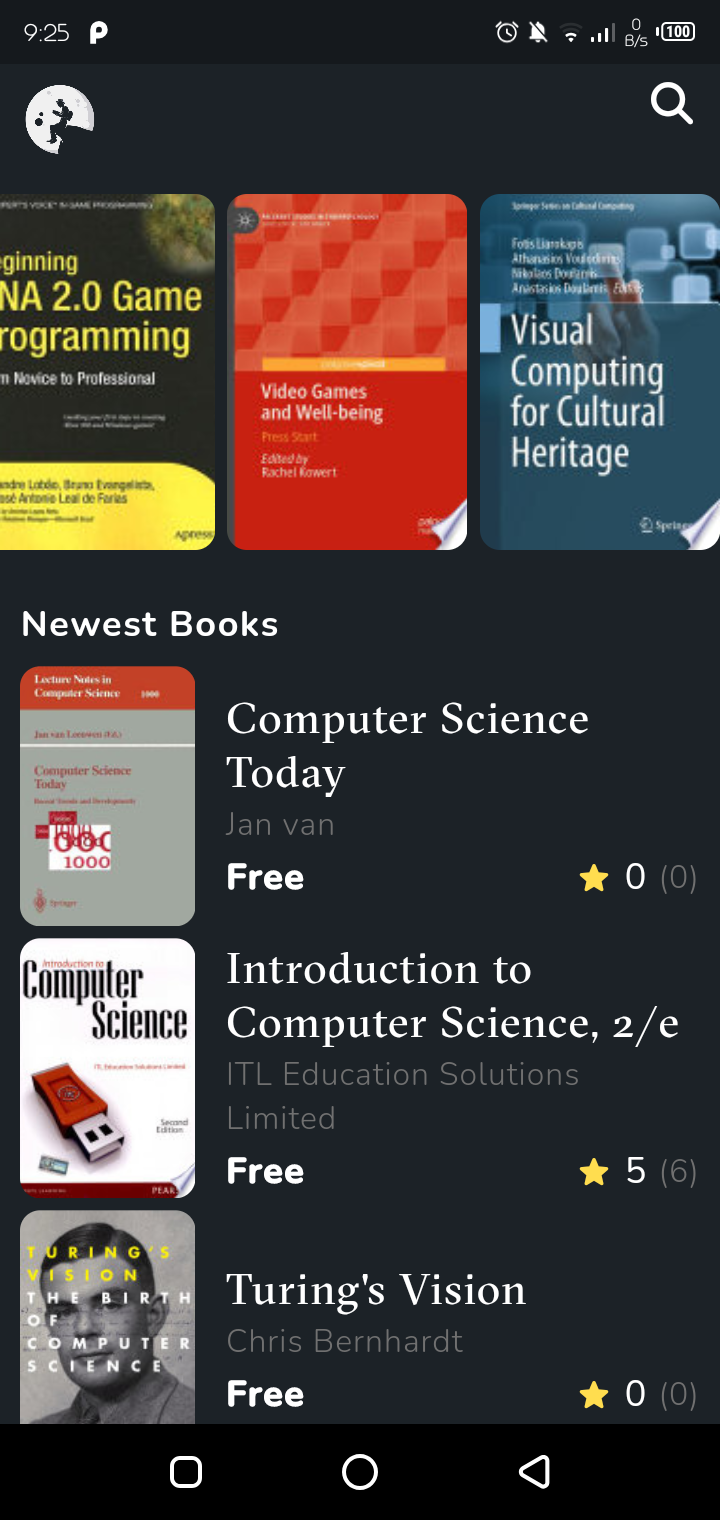 9:25
0
B/s
100
eginning
NA 2.0 Game
rogramming
m Novice to Professional
andre Lobão, Bruno Evangelista,
osé Antonio Leal de Farias
Apress
Video Games
and Well-being
Press Start
Edited by
Rachel Kowert
Springer Series on Cultural Computing
Fotis Liarokapis
Athanasios Voulodimos
Nikolaos Doulamis
Anastasios Doulamis Editors
Visual
Computing
for Cultural
Heritage
Springe
Newest Books
Lecture Notes in
Computer Science 1000
Jan van Leeuwen (Ed.)
Computer Science
Today
Recent Trends and Developments
1000
Springer
Computer Science
Today
Jan van
Free
0 (0)
Introduction to
Computer
Science
ITL Education Solutions Limited
Second
Edition
PEARS
Introduction to
Computer Science, 2/e
ITL Education Solutions
Limited
Free
5 (6)
TURING'S
VISION
THE BIRTH
OF
COMPUTER
SCIENCE
Turing's Vision
Chris Bernhardt
Free
0 (0)